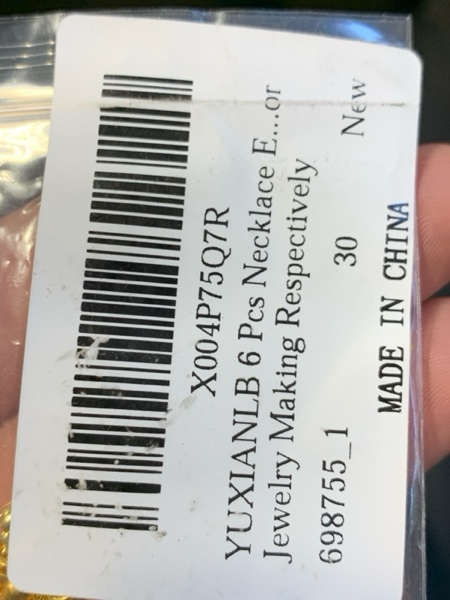 X004P75Q7R
YUXIANLB 6 Pcs Necklace E...or
Jewelry Making Respectively
698755_1 30 New
MADE IN CHINA